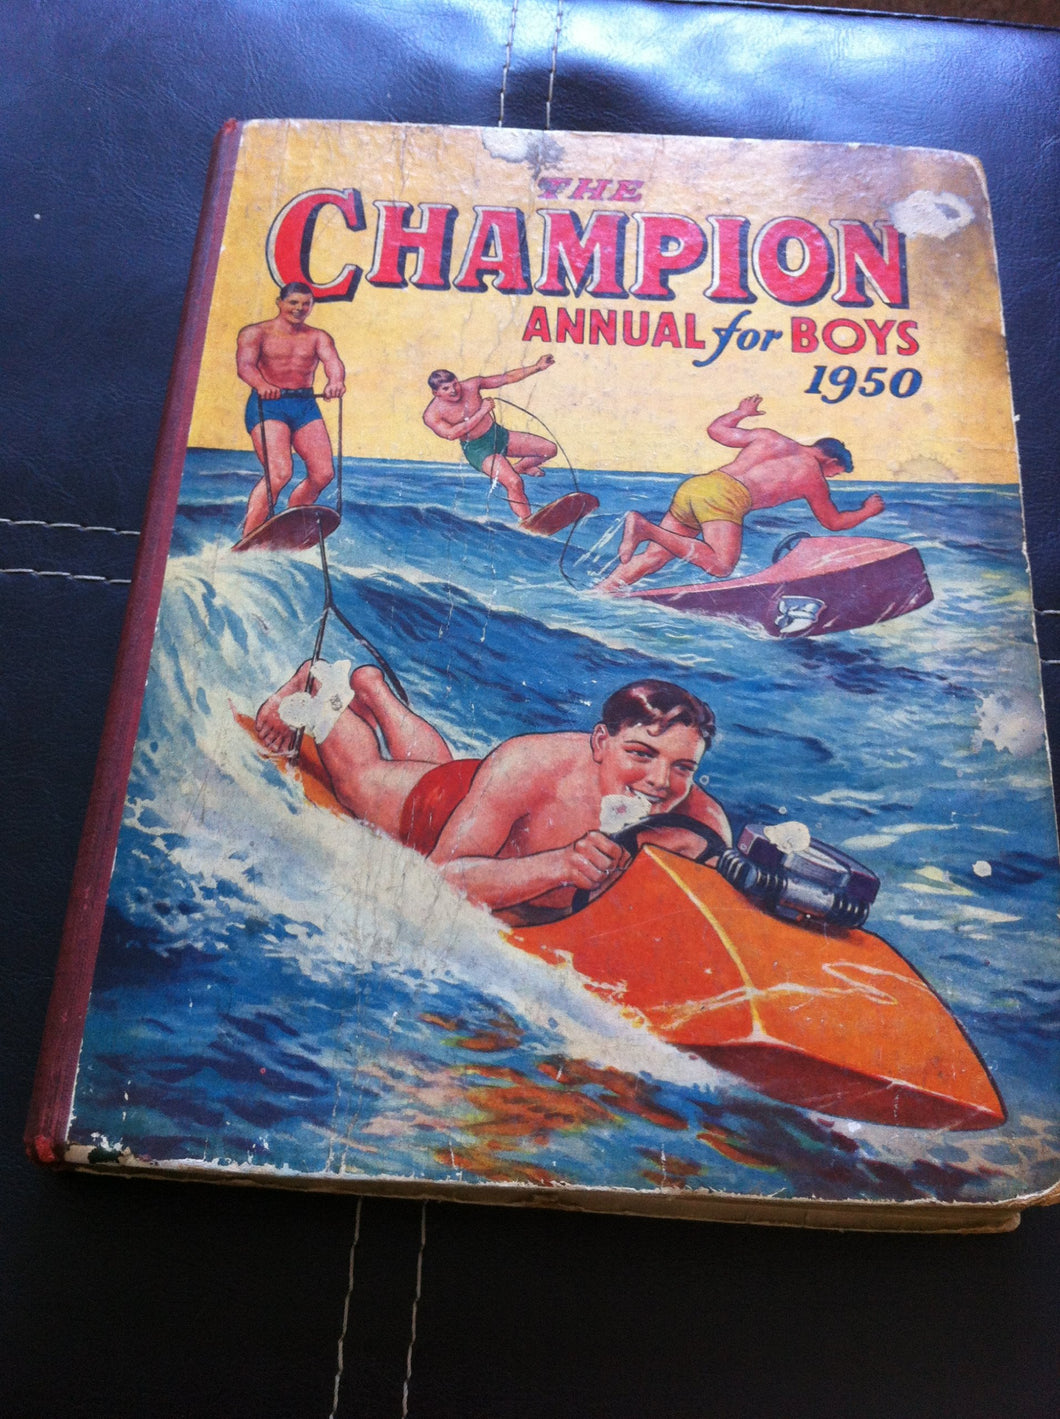 THE
CHAMPION
ANNUAL for BOYS
1950